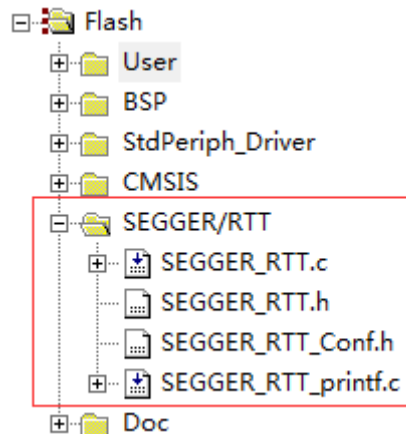 Flash
User
BSP
StdPeriph_Driver
CMSIS
SEGGER/RTT
SEGGER_RTT.c
SEGGER_RTT.h
SEGGER_RTT_Conf.h
SEGGER_RTT_printf.c
Doc